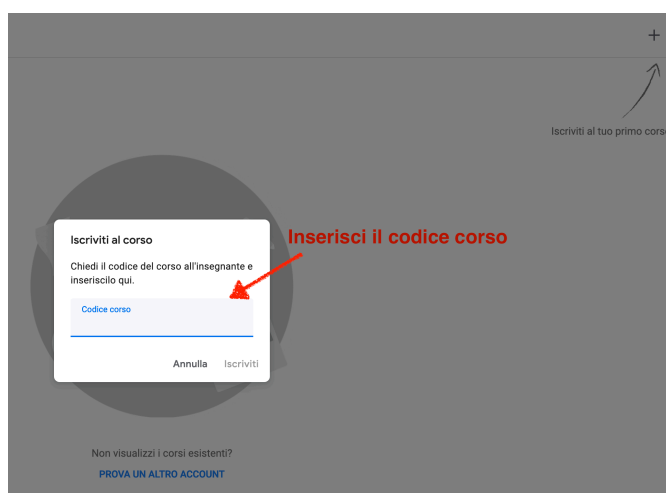 +
Iscriviti al tuo primo cors
Iscriviti al corso
Inserisci il codice corso
Chiedi il codice del corso all'insegnante e
inseriscilo qui.
Codice corso
Annulla Iscriviti
Non visualizzi i corsi esistenti?
PROVA UN ALTRO ACCOUNT